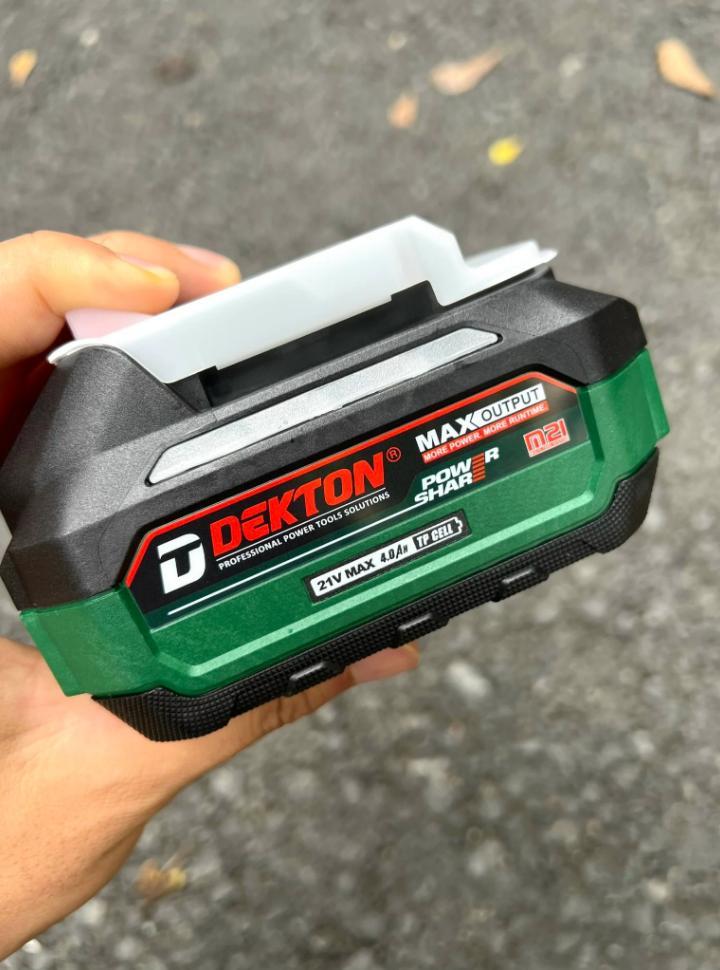 DEKTON®
PROFESSIONAL POWER TOOLS SOLUTIONS
MAX OUTPUT
MORE POWER. MORE RUNTIME
POWER
SHARE
M21
21V MAX 4.0Ah TP CELL